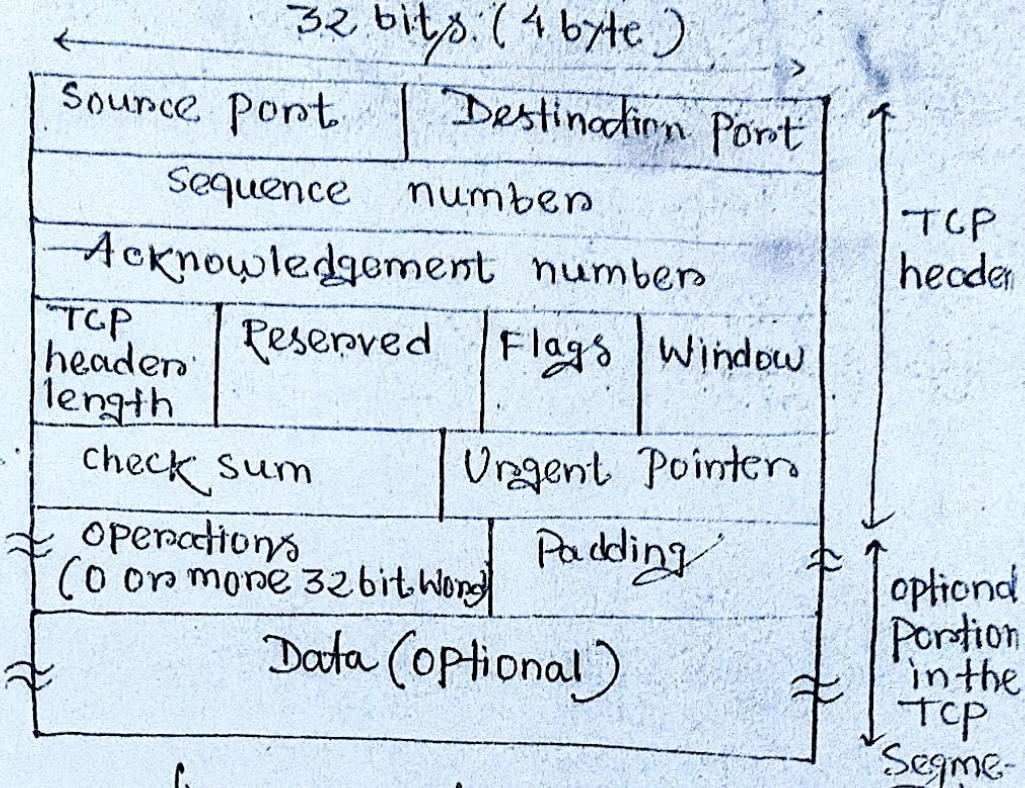 32 bits. (4 byte)
Source port
Destination Port
Sequence number
Acknowledgement number
TCP
header
length
Reserved
Flags
Window
check sum
Urgent Pointer
operations
(0 or more 32 bit Word)
Padding
Data (optional)
TCP
header
optional
Portion
in the
TCP
Segme-